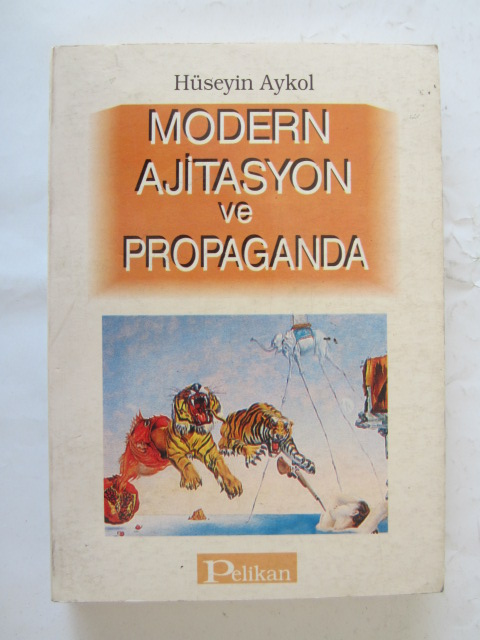 Hüseyin Aykol
MODERN
AJİTASYON
ve
PROPAGANDA
Pelikan